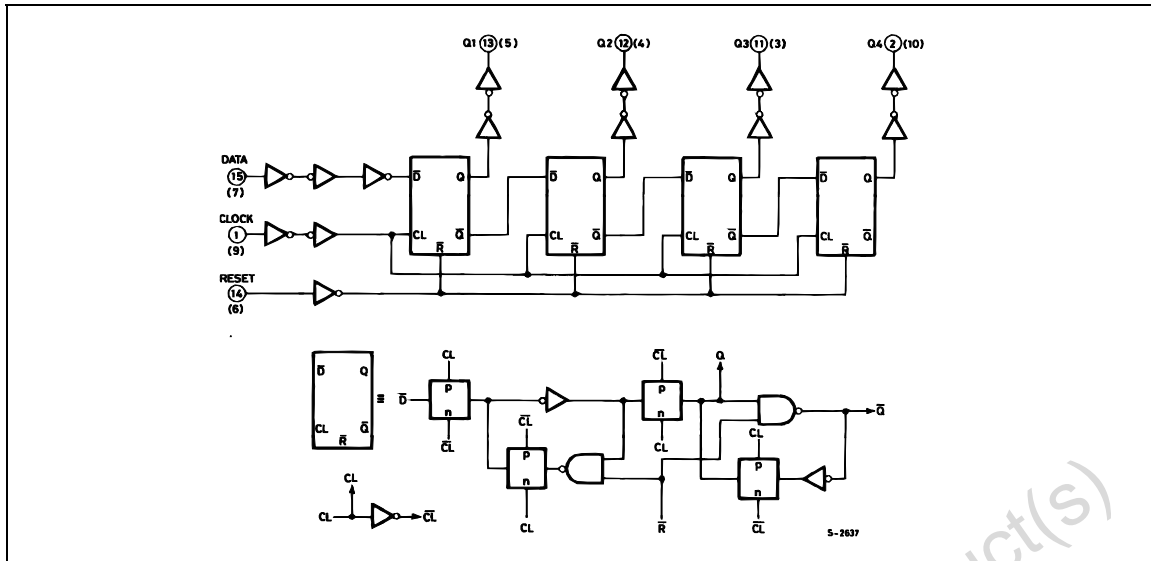 Q1 13 (5) Q2 12 (4) Q3 11 (3) Q4 2 (10)
DATA
15
(7)
D̅ Q D̅ Q D̅ Q D̅ Q
CLOCK
1
(9)
CL Q̅ CL Q̅ CL Q̅ CL Q̅
R̅ R̅ R̅ R̅
RESET
14
(6)
CL C̅L̅ Q
D̅ Q ≡ D̅ p p Q̅
n C̅L̅ n CL
CL Q̅ C̅L̅ p CL p
R̅ n n
CL CL C̅L̅ CL R̅ C̅L̅
S-2637
uct(s)